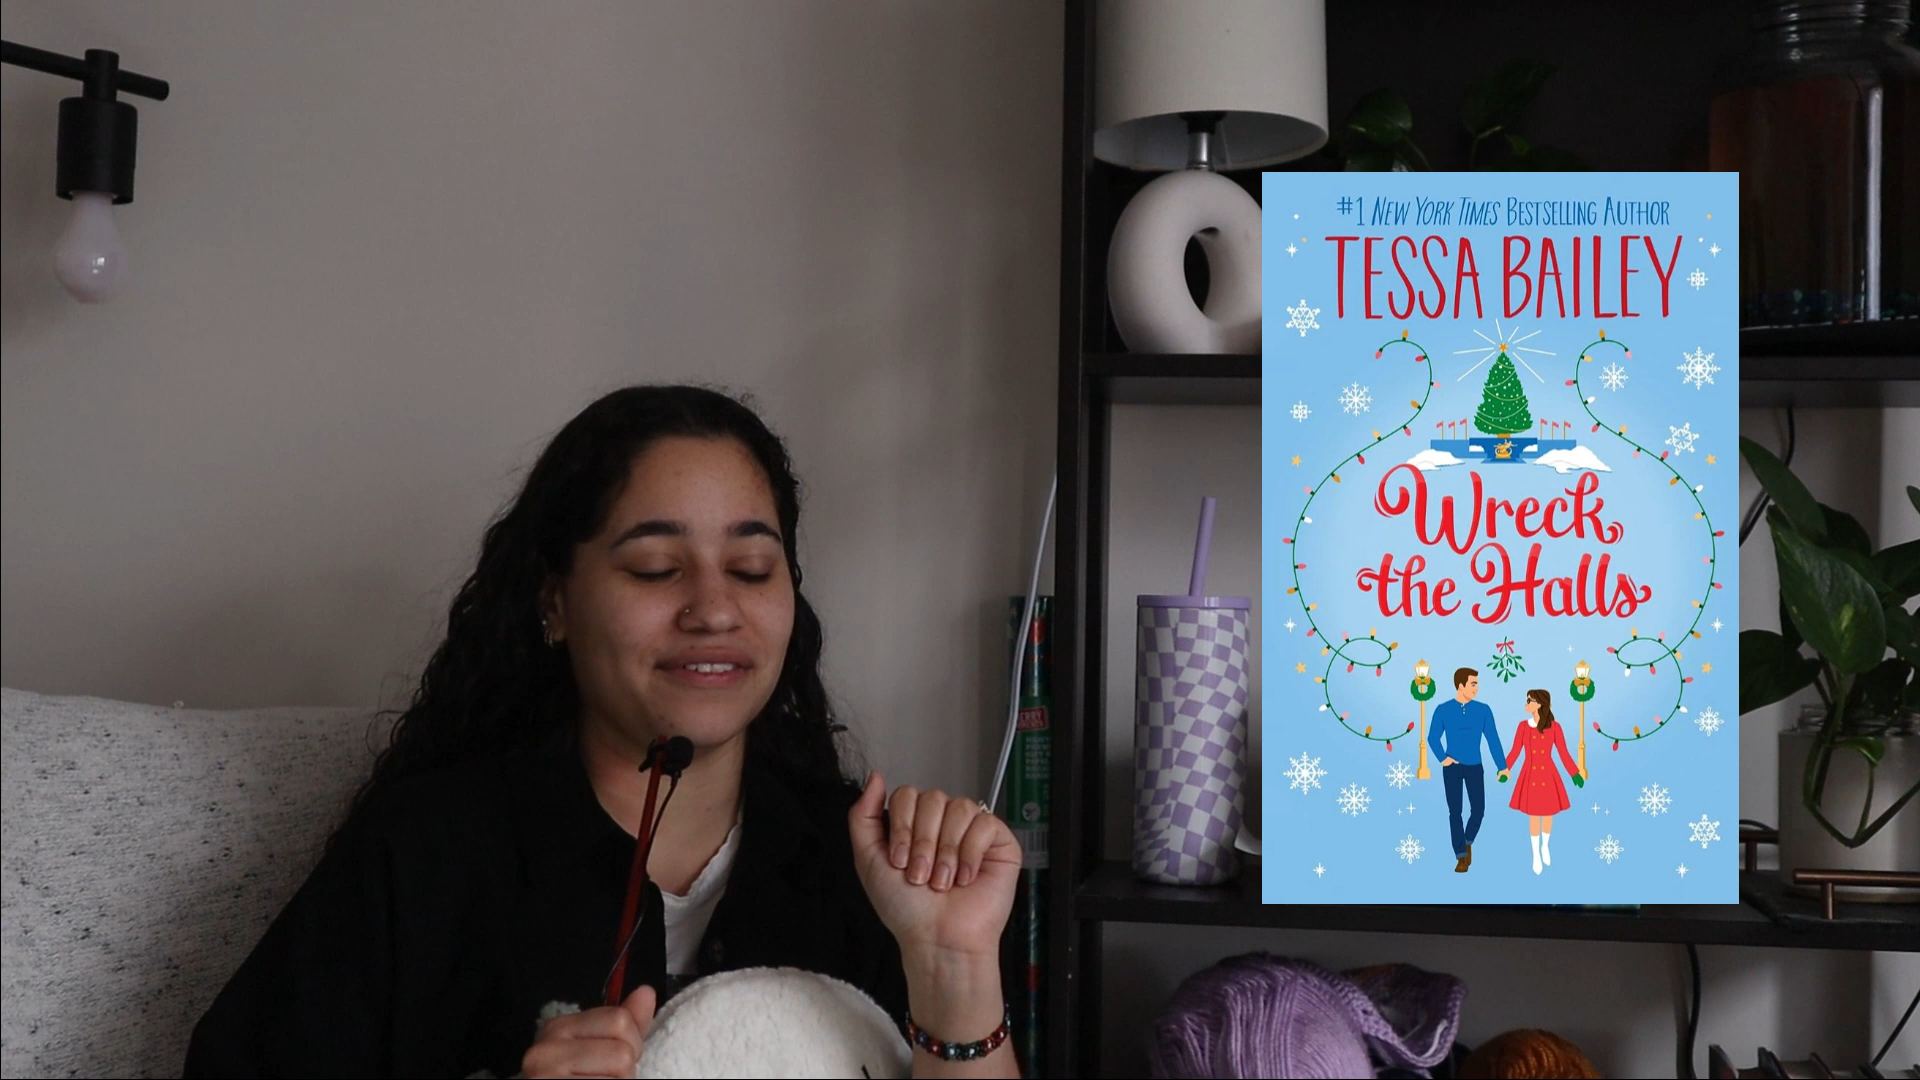 #1 NEW YORK TIMES BESTSELLING AUTHOR
TESSA BAILEY
Wreck
the Halls